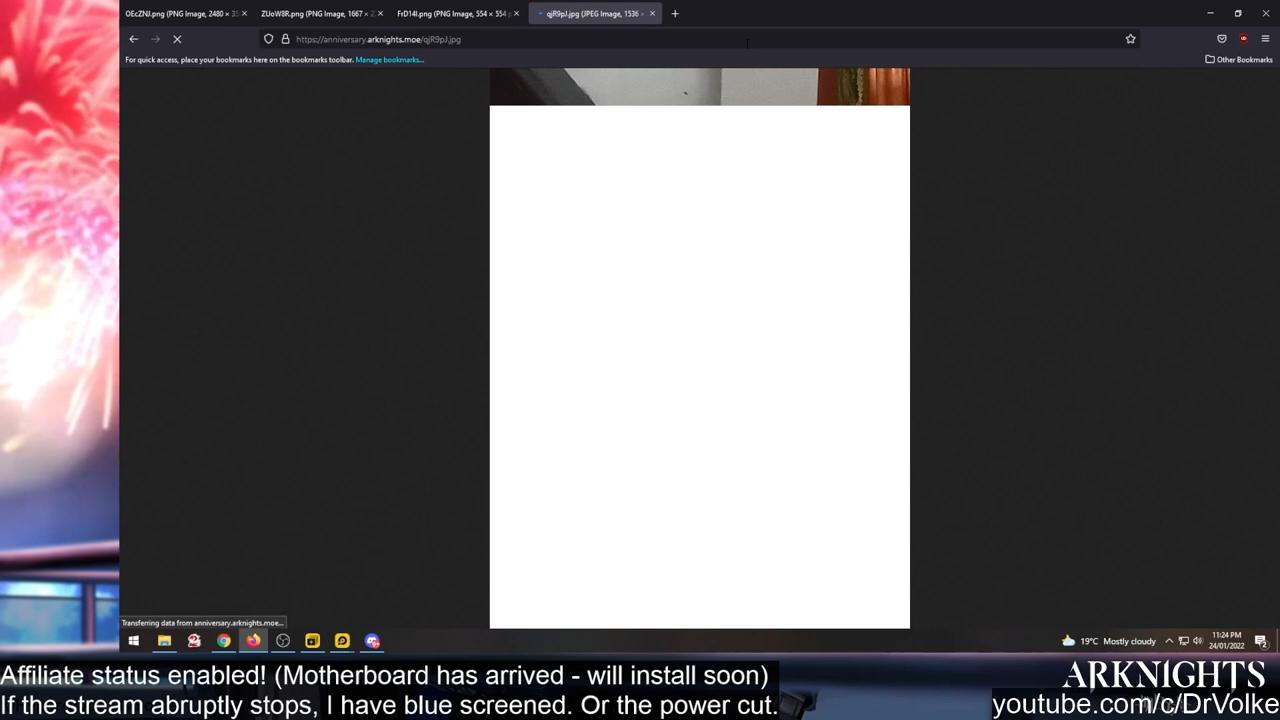 OEcZNJ.png (PNG Image, 2480 ×
ZUoW8R.png (PNG Image, 1667 ×
FrD14I.png (PNG Image, 554 × 554
qjR9pJ.jpg (JPEG Image, 1536 ×
https://anniversary.arknights.moe/qjR9pJ.jpg
For quick access, place your bookmarks here on the bookmarks toolbar. Manage bookmarks...
Other Bookmarks
Transferring data from anniversary.arknights.moe...
19°C Mostly cloudy
11:24 PM
24/01/2022
2
Affiliate status enabled! (Motherboard has arrived - will install soon)
If the stream abruptly stops, I have blue screened. Or the power cut.
ARKNIGHTS
youtube.com/c/DrVolke